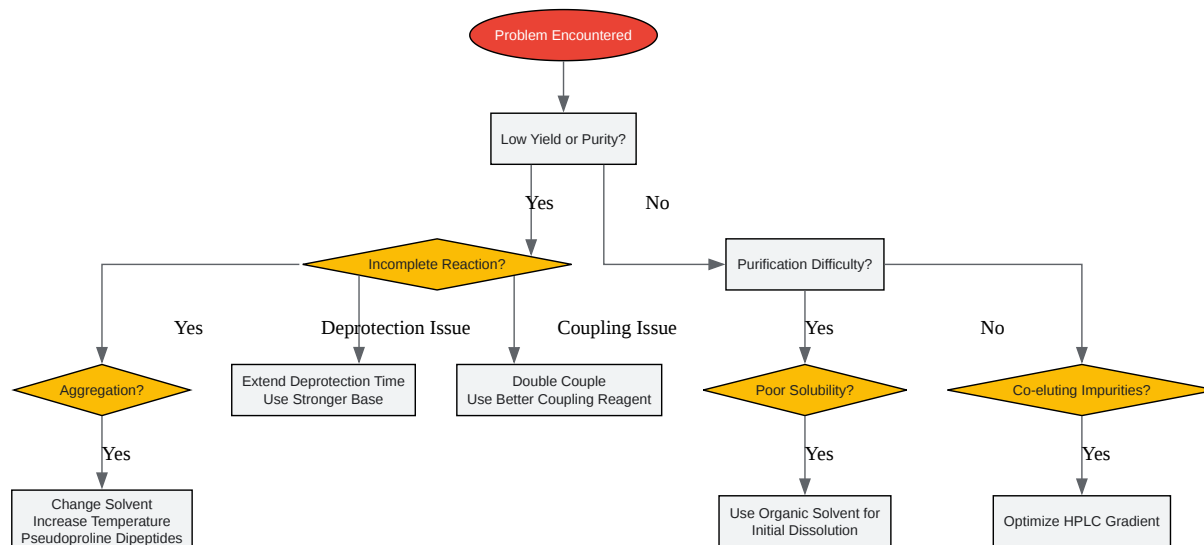 Problem Encountered
Low Yield or Purity?
Yes
No
Incomplete Reaction?
Purification Difficulty?
Yes
Deprotection Issue
Coupling Issue
Yes
No
Aggregation?
Extend Deprotection Time
Use Stronger Base
Double Couple
Use Better Coupling Reagent
Poor Solubility?
Co-eluting Impurities?
Yes
Yes
Yes
Change Solvent
Increase Temperature
Pseudoproline Dipeptides
Use Organic Solvent for
Initial Dissolution
Optimize HPLC Gradient